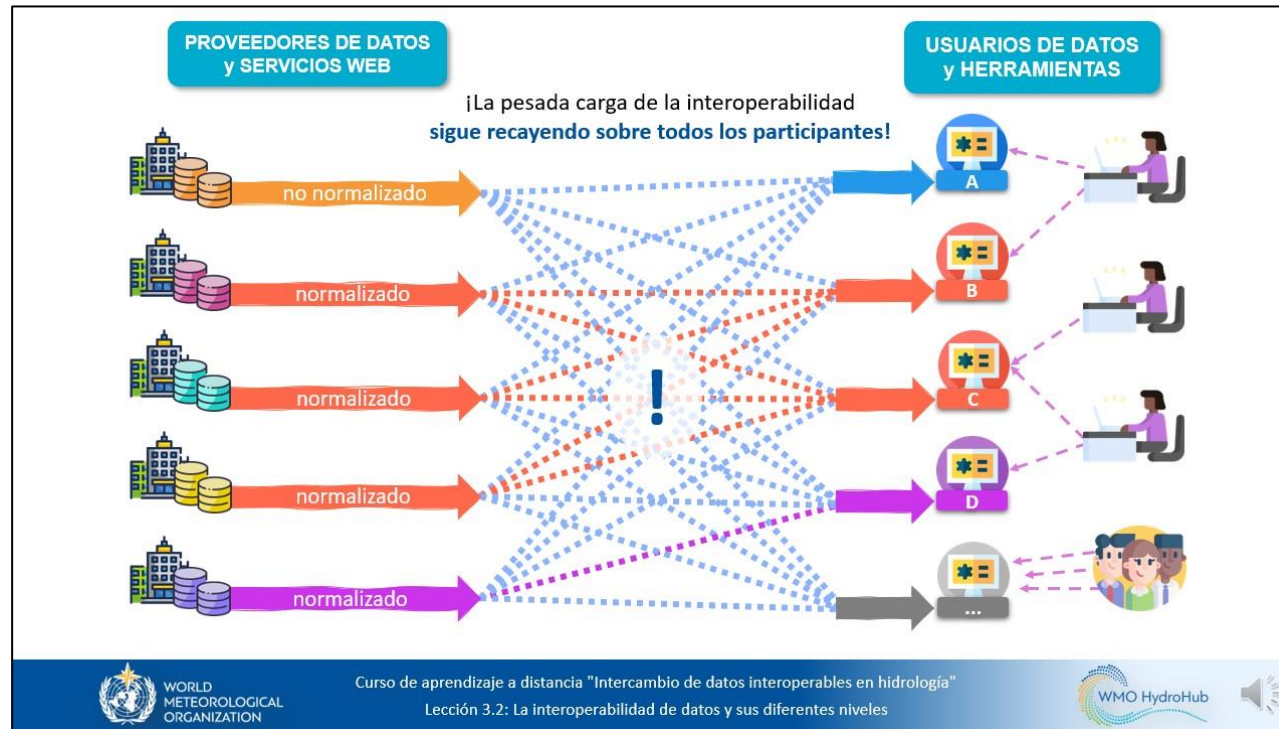 PROVEEDORES DE DATOS
y SERVICIOS WEB
USUARIOS DE DATOS
y HERRAMIENTAS
¡La pesada carga de la interoperabilidad
sigue recayendo sobre todos los participantes!
no normalizado
A
normalizado
B
normalizado
!
C
normalizado
D
normalizado
...
WORLD
METEOROLOGICAL
ORGANIZATION
Curso de aprendizaje a distancia "Intercambio de datos interoperables en hidrología"
Lección 3.2: La interoperabilidad de datos y sus diferentes niveles
WMO HydroHub